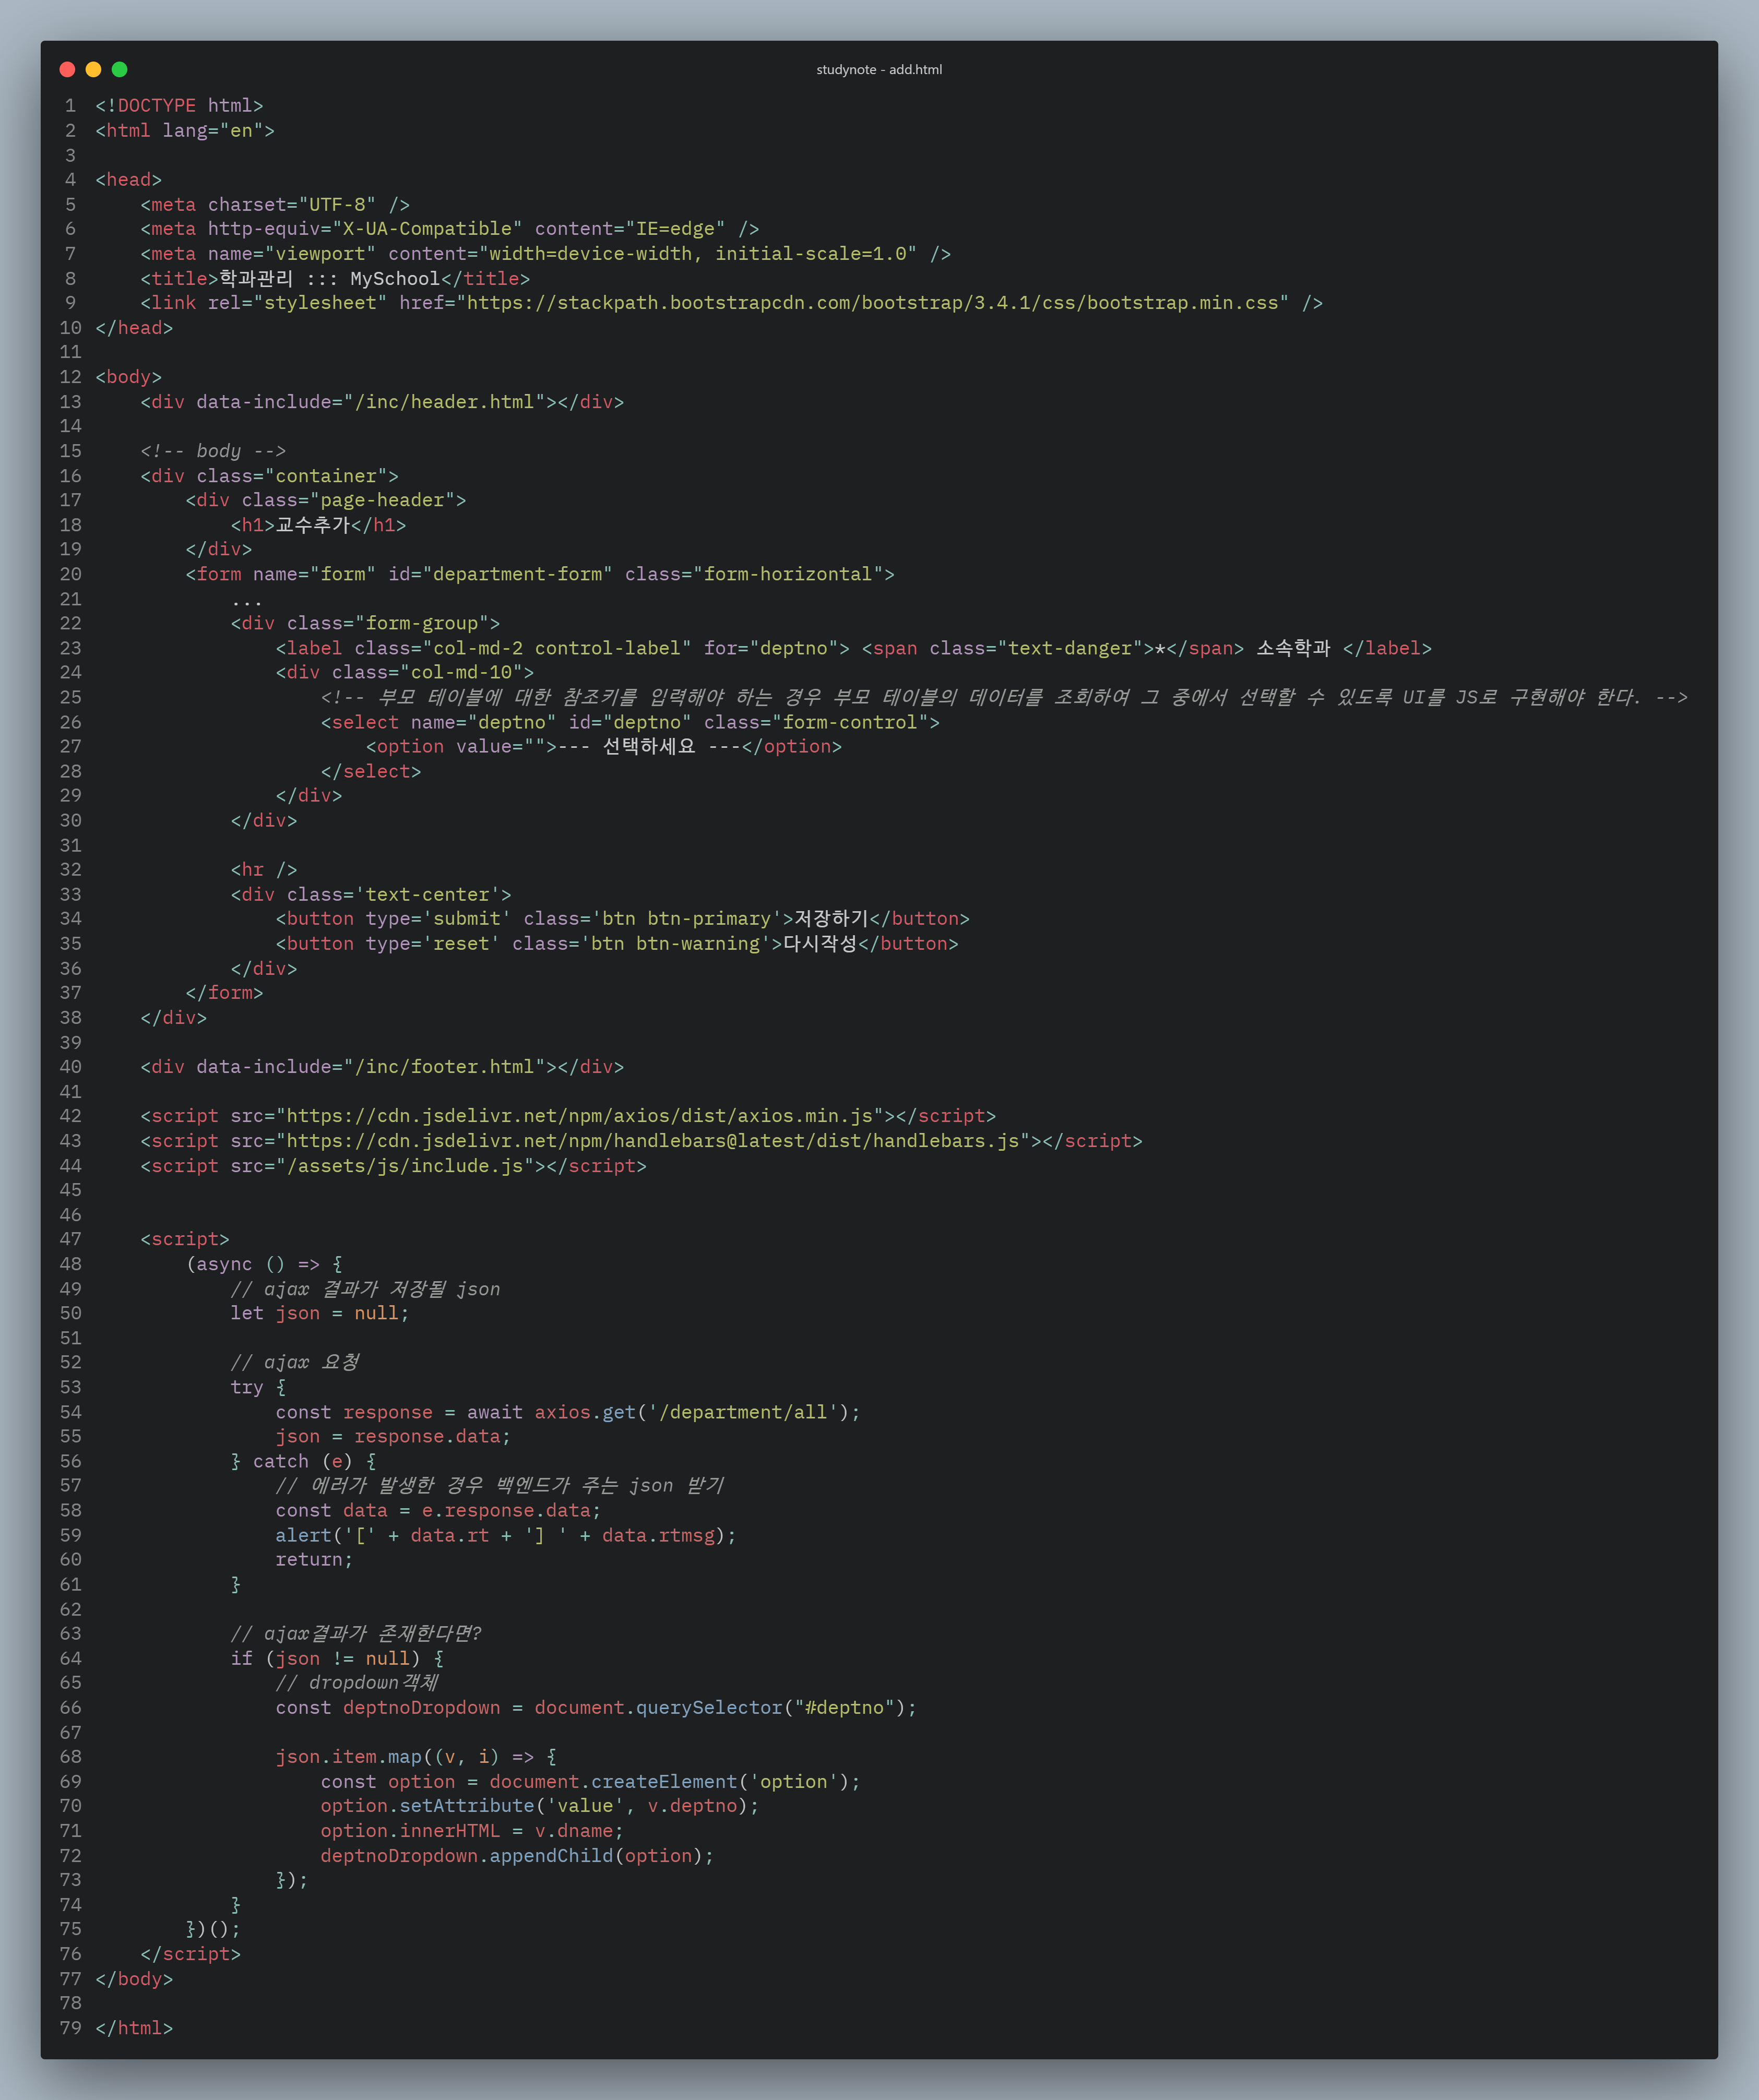 studynote - add.html
1 <!DOCTYPE html>
2 <html lang="en">
3
4 <head>
5     <meta charset="UTF-8" />
6     <meta http-equiv="X-UA-Compatible" content="IE=edge" />
7     <meta name="viewport" content="width=device-width, initial-scale=1.0" />
8     <title>학과관리 ::: MySchool</title>
9     <link rel="stylesheet" href="https://stackpath.bootstrapcdn.com/bootstrap/3.4.1/css/bootstrap.min.css" />
10 </head>
11
12 <body>
13     <div data-include="/inc/header.html"></div>
14
15     <!-- body -->
16     <div class="container">
17         <div class="page-header">
18             <h1>교수추가</h1>
19         </div>
20         <form name="form" id="department-form" class="form-horizontal">
21             ...
22             <div class="form-group">
23                 <label class="col-md-2 control-label" for="deptno"> <span class="text-danger">*</span> 소속학과 </label>
24                 <div class="col-md-10">
25                     <!-- 부모 테이블에 대한 참조키를 입력해야 하는 경우 부모 테이블의 데이터를 조회하여 그 중에서 선택할 수 있도록 UI를 JS로 구현해야 한다. -->
26                     <select name="deptno" id="deptno" class="form-control">
27                         <option value="">--- 선택하세요 ---</option>
28                     </select>
29                 </div>
30             </div>
31
32             <hr />
33             <div class='text-center'>
34                 <button type='submit' class='btn btn-primary'>저장하기</button>
35                 <button type='reset' class='btn btn-warning'>다시작성</button>
36             </div>
37         </form>
38     </div>
39
40     <div data-include="/inc/footer.html"></div>
41
42     <script src="https://cdn.jsdelivr.net/npm/axios/dist/axios.min.js"></script>
43     <script src="https://cdn.jsdelivr.net/npm/handlebars@latest/dist/handlebars.js"></script>
44     <script src="/assets/js/include.js"></script>
45
46
47     <script>
48         (async () => {
49             // ajax 결과가 저장될 json
50             let json = null;
51
52             // ajax 요청
53             try {
54                 const response = await axios.get('/department/all');
55                 json = response.data;
56             } catch (e) {
57                 // 에러가 발생한 경우 백엔드가 주는 json 받기
58                 const data = e.response.data;
59                 alert('[' + data.rt + '] ' + data.rtmsg);
60                 return;
61             }
62
63             // ajax결과가 존재한다면?
64             if (json != null) {
65                 // dropdown객체
66                 const deptnoDropdown = document.querySelector("#deptno");
67
68                 json.item.map((v, i) => {
69                     const option = document.createElement('option');
70                     option.setAttribute('value', v.deptno);
71                     option.innerHTML = v.dname;
72                     deptnoDropdown.appendChild(option);
73                 });
74             }
75         })();
76     </script>
77 </body>
78
79 </html>